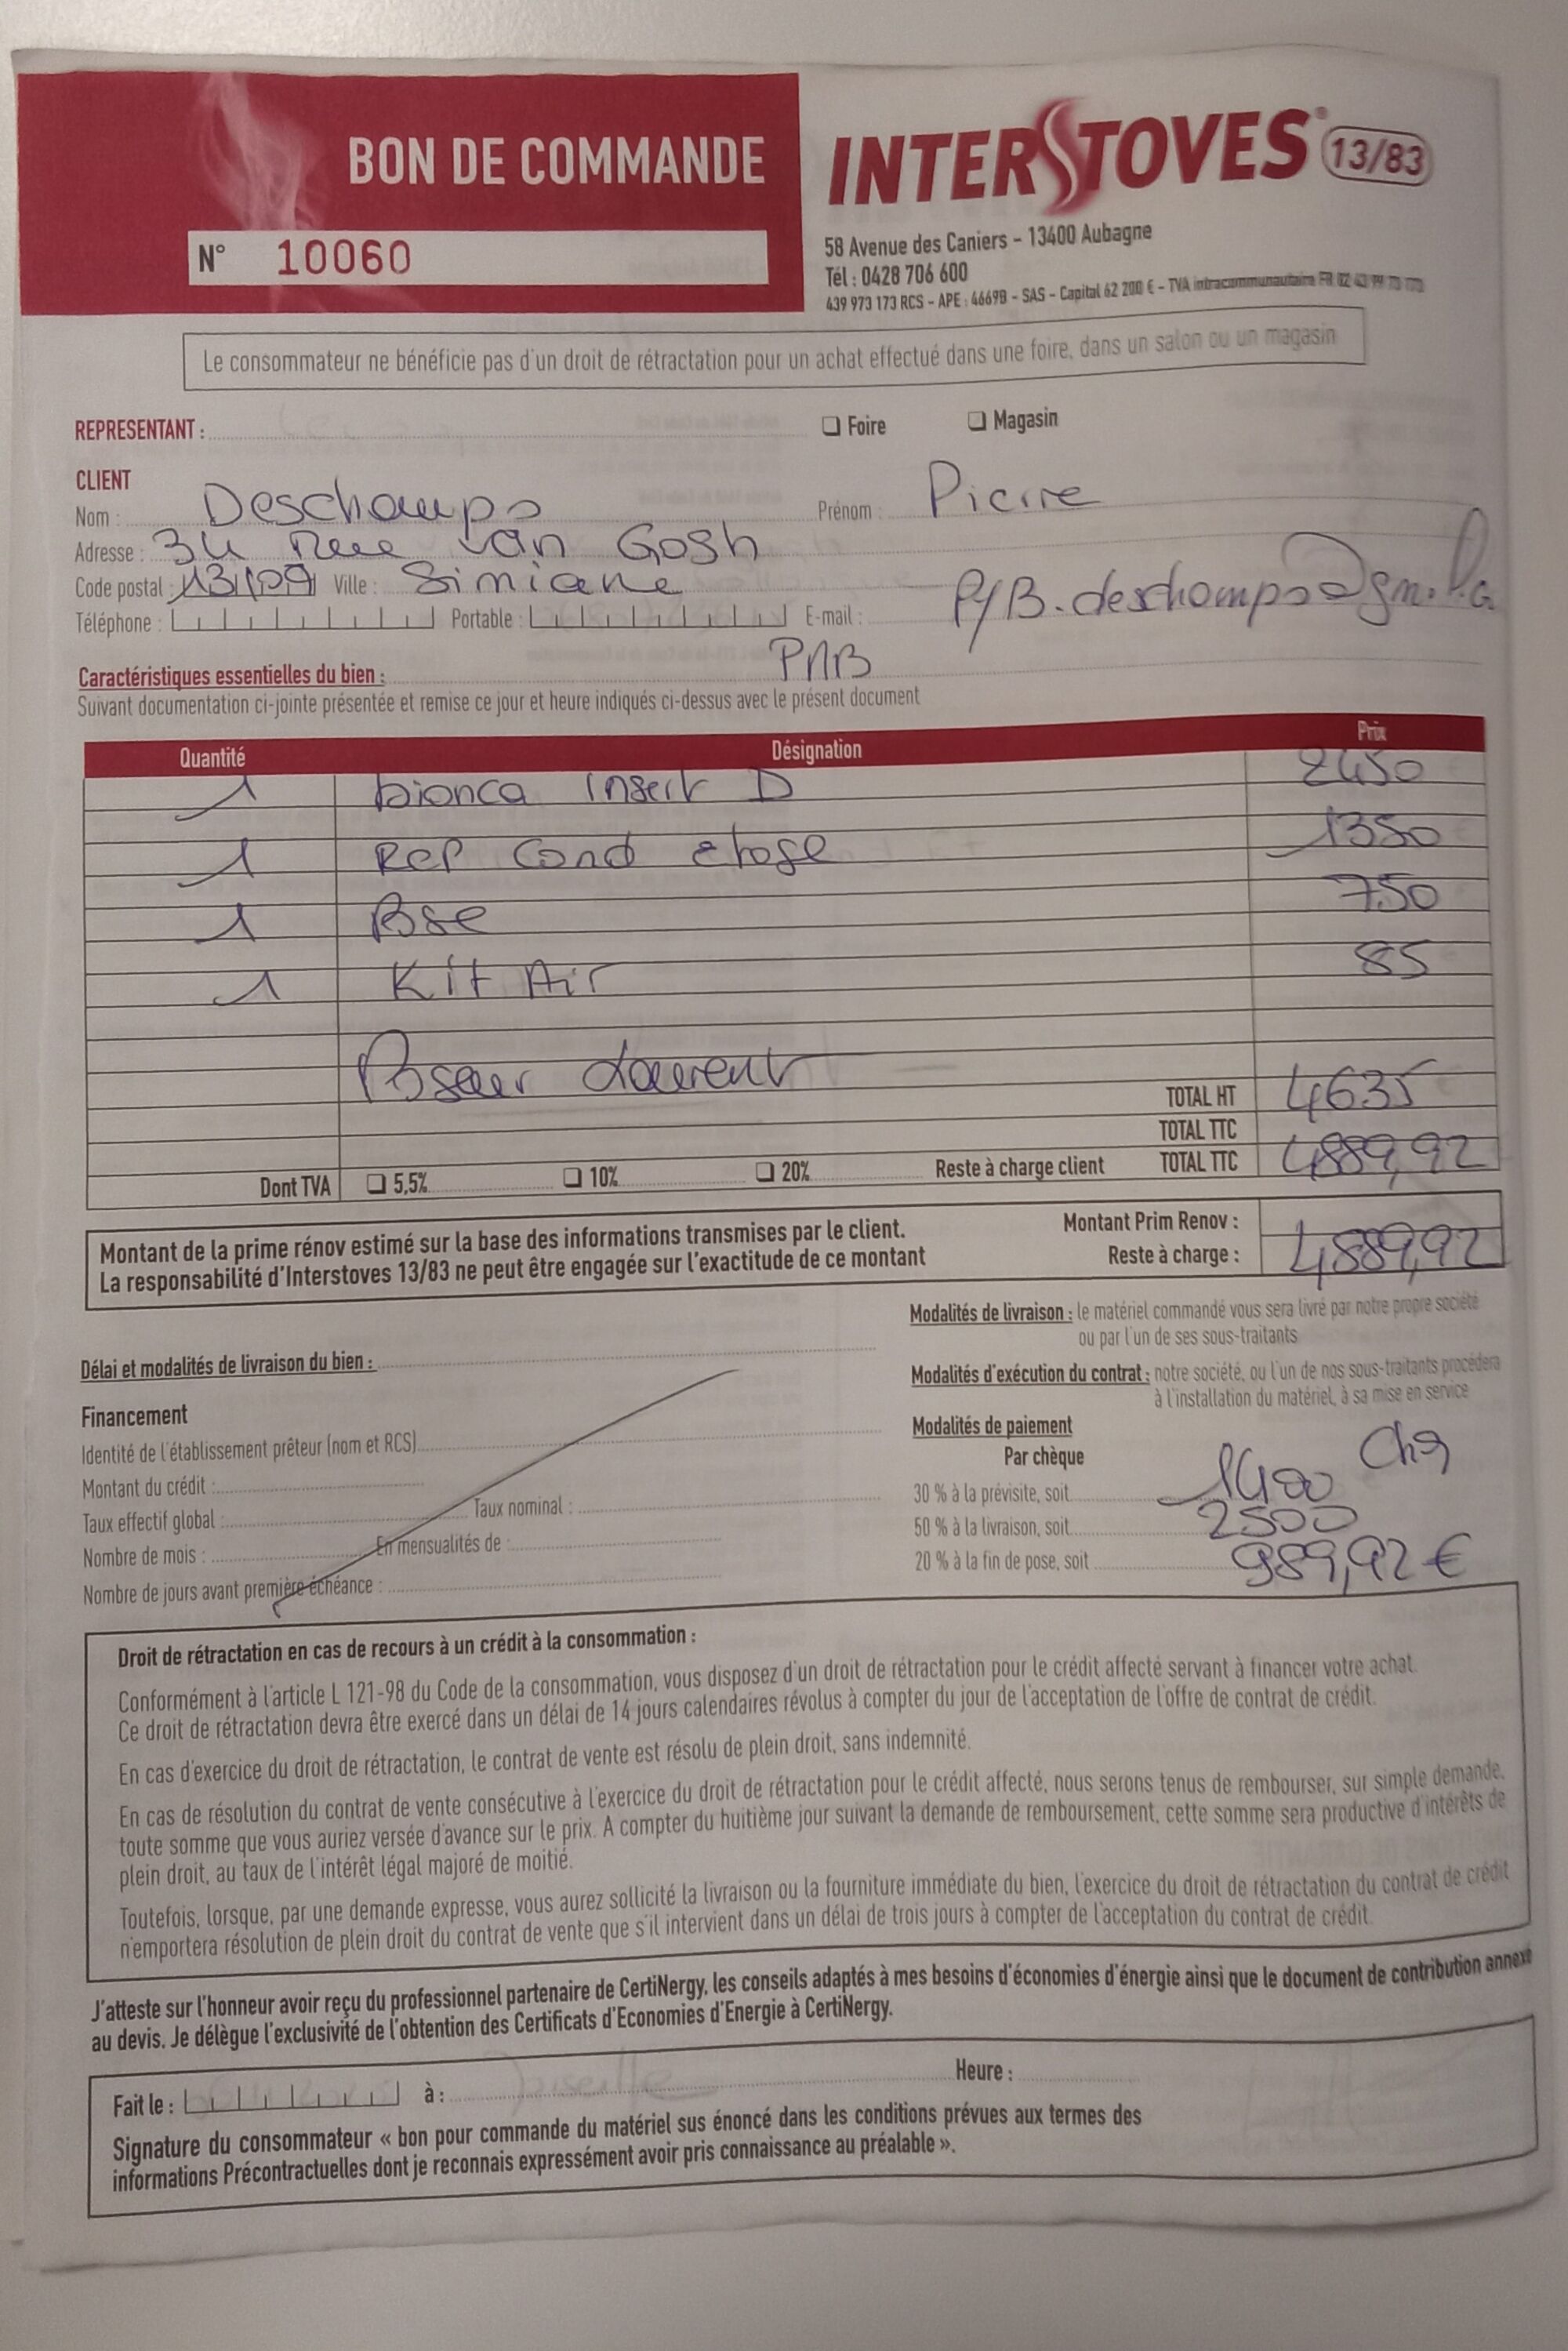 BON DE COMMANDE
N° 10060
INTERSTOVES 13/83
58 Avenue des Caniers - 13400 Aubagne
Tél : 0428 706 600
439 973 173 RCS - APE : 4669B - SAS - Capital 62 200 € - TVA intracommunautaire FR
Le consommateur ne bénéficie pas d'un droit de rétractation pour un achat effectué dans une foire, dans un salon ou un magasin
REPRESENTANT : ❏ Foire ❏ Magasin
CLIENT
Nom : Deschamps Prénom : Pierre
Adresse : 34 Rue Van Gogh
Code postal : 13109 Ville : Simiane
Téléphone : Portable : E-mail :
Caractéristiques essentielles du bien :
Suivant documentation ci-jointe présentée et remise ce jour et heure indiqués ci-dessus avec le présent document
Quantité Désignation Prix
1 bianca insert D 2450
1 Rep Cond etage 1350
1 Pose 750
1 Kit Air 85
Poseur Laurent
TOTAL HT 4635
TOTAL TTC
Dont TVA ❏ 5,5% ❏ 10% ❏ 20% Reste à charge client TOTAL TTC 4889,92
Montant de la prime rénov estimé sur la base des informations transmises par le client.
La responsabilité d'Interstoves 13/83 ne peut être engagée sur l'exactitude de ce montant
Montant Prim Renov :
Reste à charge : 4889,92
Délai et modalités de livraison du bien :
Financement
Identité de l'établissement prêteur (nom et RCS)
Montant du crédit :
Taux effectif global : Taux nominal :
Nombre de mois : En mensualités de :
Nombre de jours avant première échéance :
Modalités de livraison : le matériel commandé vous sera livré par notre propre société
ou par l'un de ses sous-traitants
Modalités d'exécution du contrat : notre société, ou l'un de nos sous-traitants procédera
à l'installation du matériel, à sa mise en service
Modalités de paiement
Par chèque Chq
30 % à la prévisite, soit 1400
50 % à la livraison, soit 2500
20 % à la fin de pose, soit 989,92 €
Droit de rétractation en cas de recours à un crédit à la consommation :
Conformément à l'article L 121-98 du Code de la consommation, vous disposez d'un droit de rétractation pour le crédit affecté servant à financer votre achat.
Ce droit de rétractation devra être exercé dans un délai de 14 jours calendaires révolus à compter du jour de l'acceptation de l'offre de contrat de crédit.
En cas d'exercice du droit de rétractation, le contrat de vente est résolu de plein droit, sans indemnité.
En cas de résolution du contrat de vente consécutive à l'exercice du droit de rétractation pour le crédit affecté, nous serons tenus de rembourser, sur simple demande,
toute somme que vous auriez versée d'avance sur le prix. A compter du huitième jour suivant la demande de remboursement, cette somme sera productive d'intérêts de
plein droit, au taux de l'intérêt légal majoré de moitié.
Toutefois, lorsque, par une demande expresse, vous aurez sollicité la livraison ou la fourniture immédiate du bien, l'exercice du droit de rétractation du contrat de crédit
n'emportera résolution de plein droit du contrat de vente que s'il intervient dans un délai de trois jours à compter de l'acceptation du contrat de crédit.
J'atteste sur l'honneur avoir reçu du professionnel partenaire de CertiNergy, les conseils adaptés à mes besoins d'économies d'énergie ainsi que le document de contribution annexé
au devis. Je délègue l'exclusivité de l'obtention des Certificats d'Economies d'Energie à CertiNergy.
Fait le : à : Heure :
Signature du consommateur « bon pour commande du matériel sus énoncé dans les conditions prévues aux termes des
informations Précontractuelles dont je reconnais expressément avoir pris connaissance au préalable ».